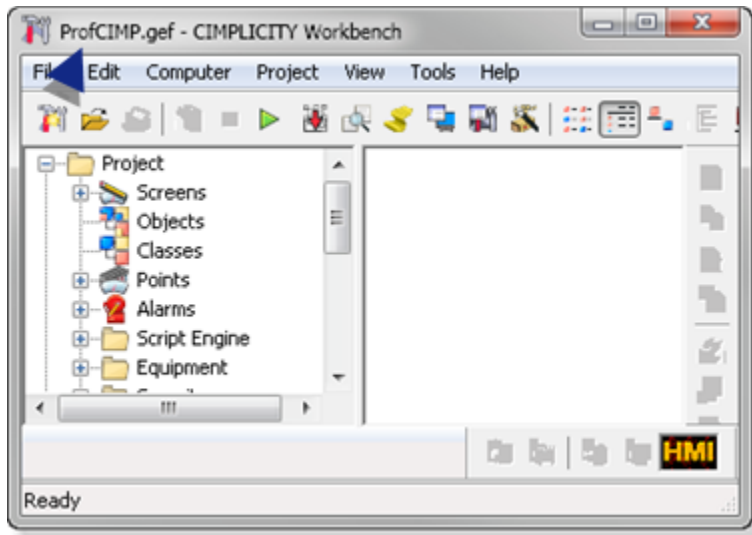 ProfCIMP.gef - CIMPLICITY Workbench
Edit Computer Project View Tools Help
Project
Screens
Objects
Classes
Points
Alarms
Script Engine
Equipment
HMI
Ready